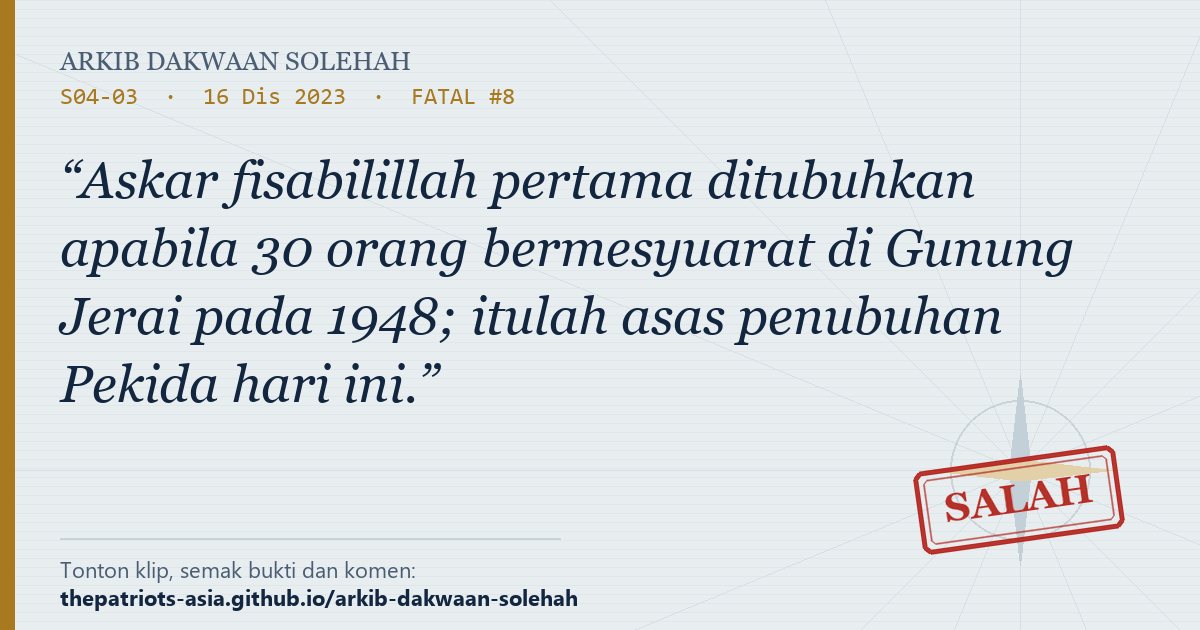 ARKIB DAKWAAN SOLEHAH
S04-03 · 16 Dis 2023 · FATAL #8
“Askar fisabilillah pertama ditubuhkan
apabila 30 orang bermesyuarat di Gunung
Jerai pada 1948; itulah asas penubuhan
Pekida hari ini.”
SALAH
Tonton klip, semak bukti dan komen:
thepatriots-asia.github.io/arkib-dakwaan-solehah